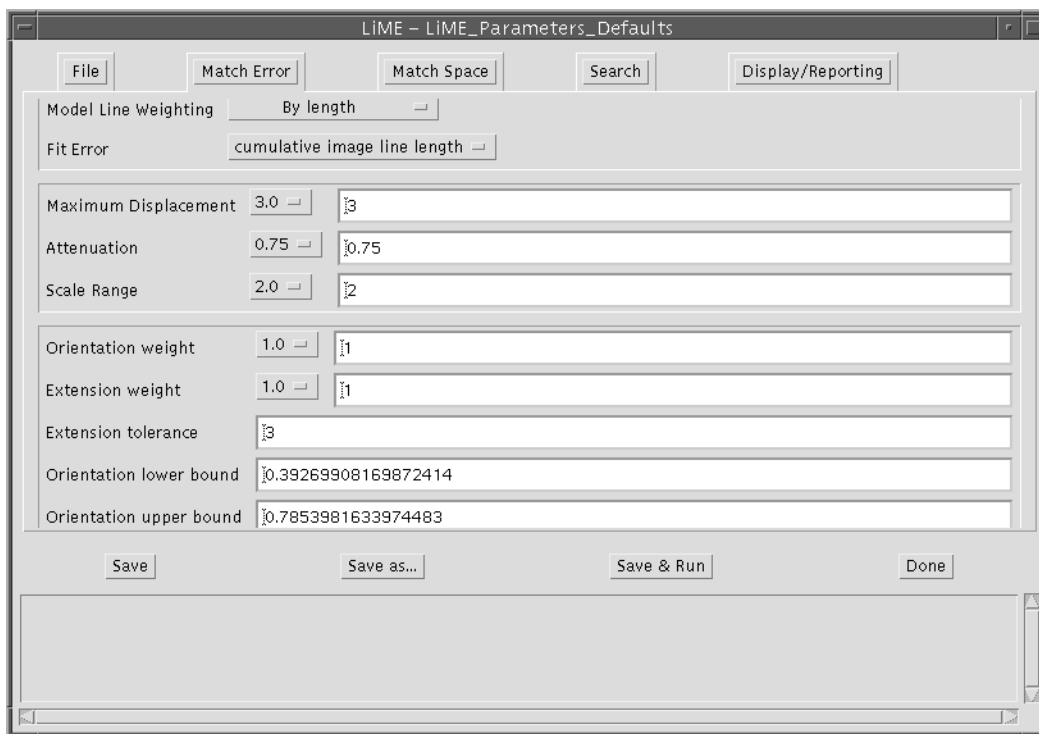 LiME – LiME_Parameters_Defaults
File Match Error Match Space Search Display/Reporting
Model Line Weighting By length
Fit Error cumulative image line length
Maximum Displacement 3.0 3
Attenuation 0.75 0.75
Scale Range 2.0 2
Orientation weight 1.0 1
Extension weight 1.0 1
Extension tolerance 3
Orientation lower bound 0.39269908169872414
Orientation upper bound 0.7853981633974483
Save Save as... Save & Run Done